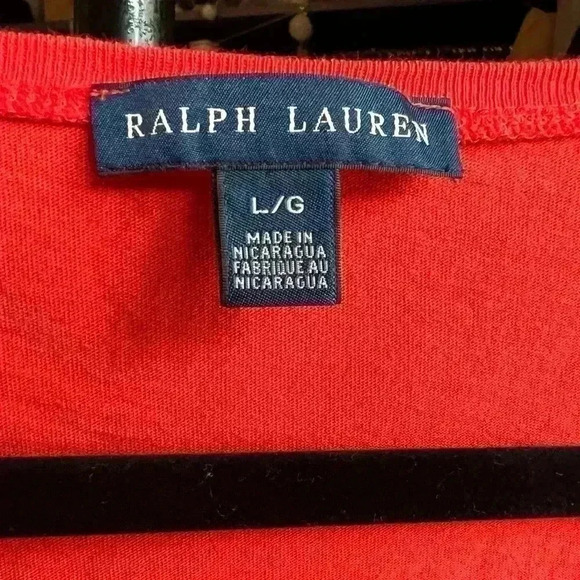 RALPH LAUREN
L/G
MADE IN
NICARAGUA
FABRIQUE AU
NICARAGUA